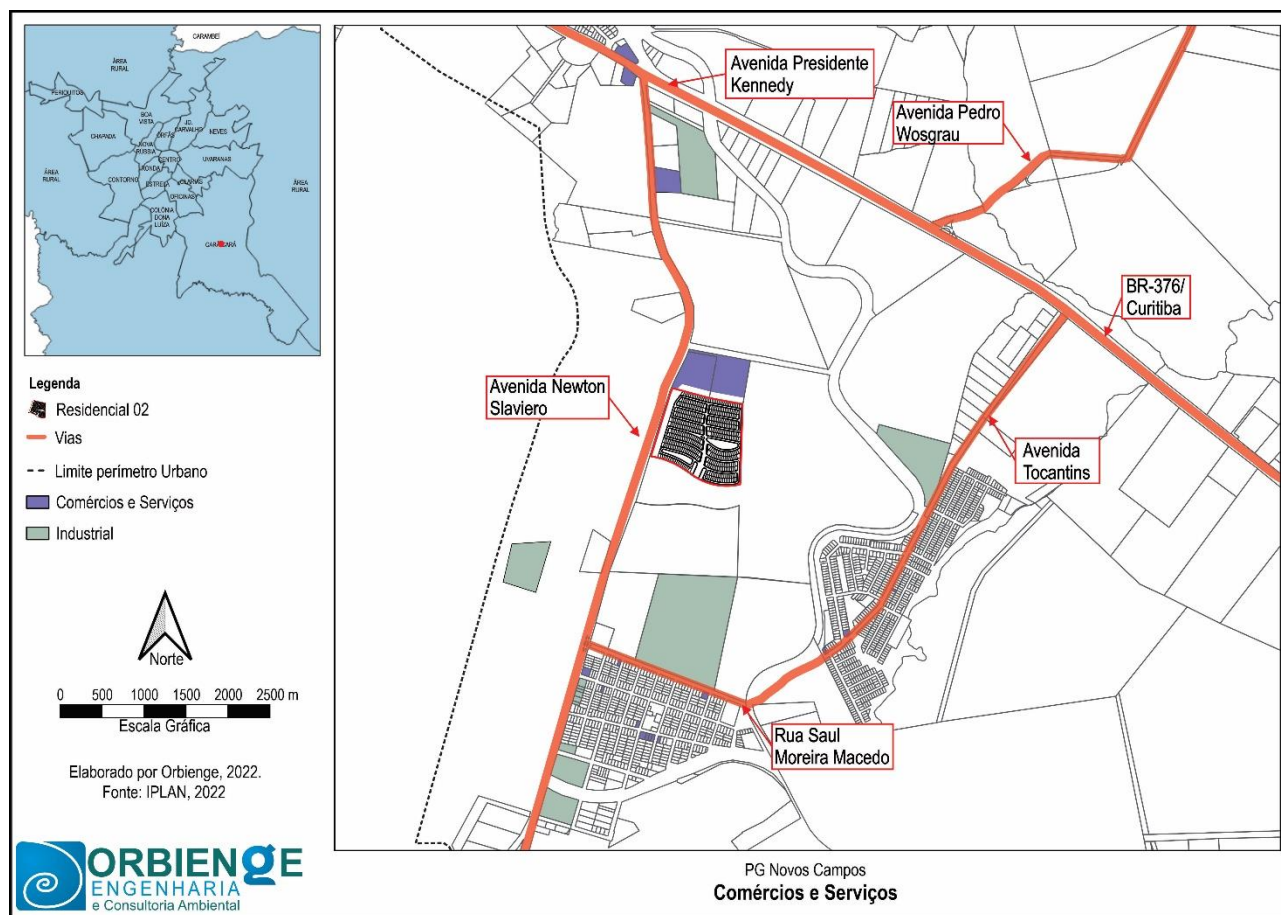 CARAMBEÍ
ÁREA
RURAL
PERIQUITOS
BOA
VISTA
JD.
CARVALHO
CHAPADA
ÓRFÃS
NEVES
NOVA
RÚSSIA
CENTRO
UVARANAS
ÁREA
RURAL
RONDA
CONTORNO
ESTRELA
OLARIAS
ÁREA
RURAL
OFICINAS
COLÔNIA
DONA
LUÍZA
CARÁ-CARÁ
Legenda
Residencial 02
Vias
Limite perímetro Urbano
Comércios e Serviços
Industrial
Norte
0 500 1000 1500 2000 2500 m
Escala Gráfica
Elaborado por Orbienge, 2022.
Fonte: IPLAN, 2022
ORBIENGE
ENGENHARIA
e Consultoria Ambiental
Avenida Presidente
Kennedy
Avenida Pedro
Wosgrau
BR-376/
Curitiba
Avenida Newton
Slaviero
Avenida
Tocantins
Rua Saul
Moreira Macedo
PG Novos Campos
Comércios e Serviços